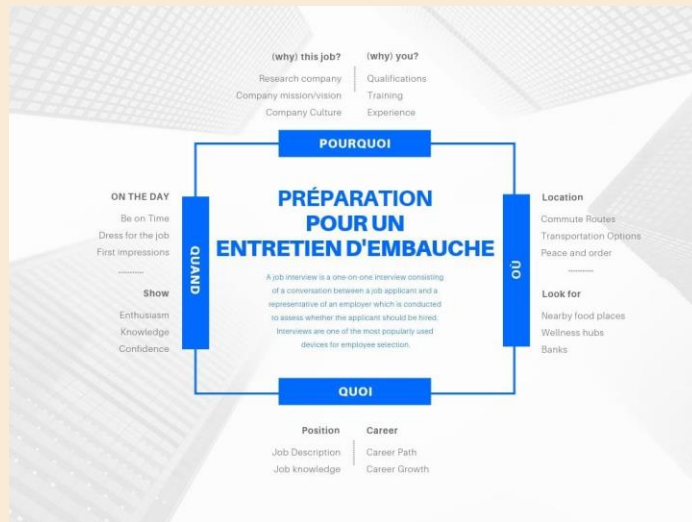 (why) this job?
Research company
Company mission/vision
Company Culture
(why) you?
Qualifications
Training
Experience
POURQUOI
ON THE DAY
Be on Time
Dress for the job
First impressions
Show
Enthusiasm
Knowledge
Confidence
QUAND
PRÉPARATION
POUR UN
ENTRETIEN D'EMBAUCHE
A job interview is a one-on-one interview consisting
of a conversation between a job applicant and a
representative of an employer which is conducted
to assess whether the applicant should be hired.
Interviews are one of the most popularly used
devices for employee selection.
OÙ
Location
Commute Routes
Transportation Options
Peace and order
Look for
Nearby food places
Wellness hubs
Banks
QUOI
Position
Job Description
Job knowledge
Career
Career Path
Career Growth